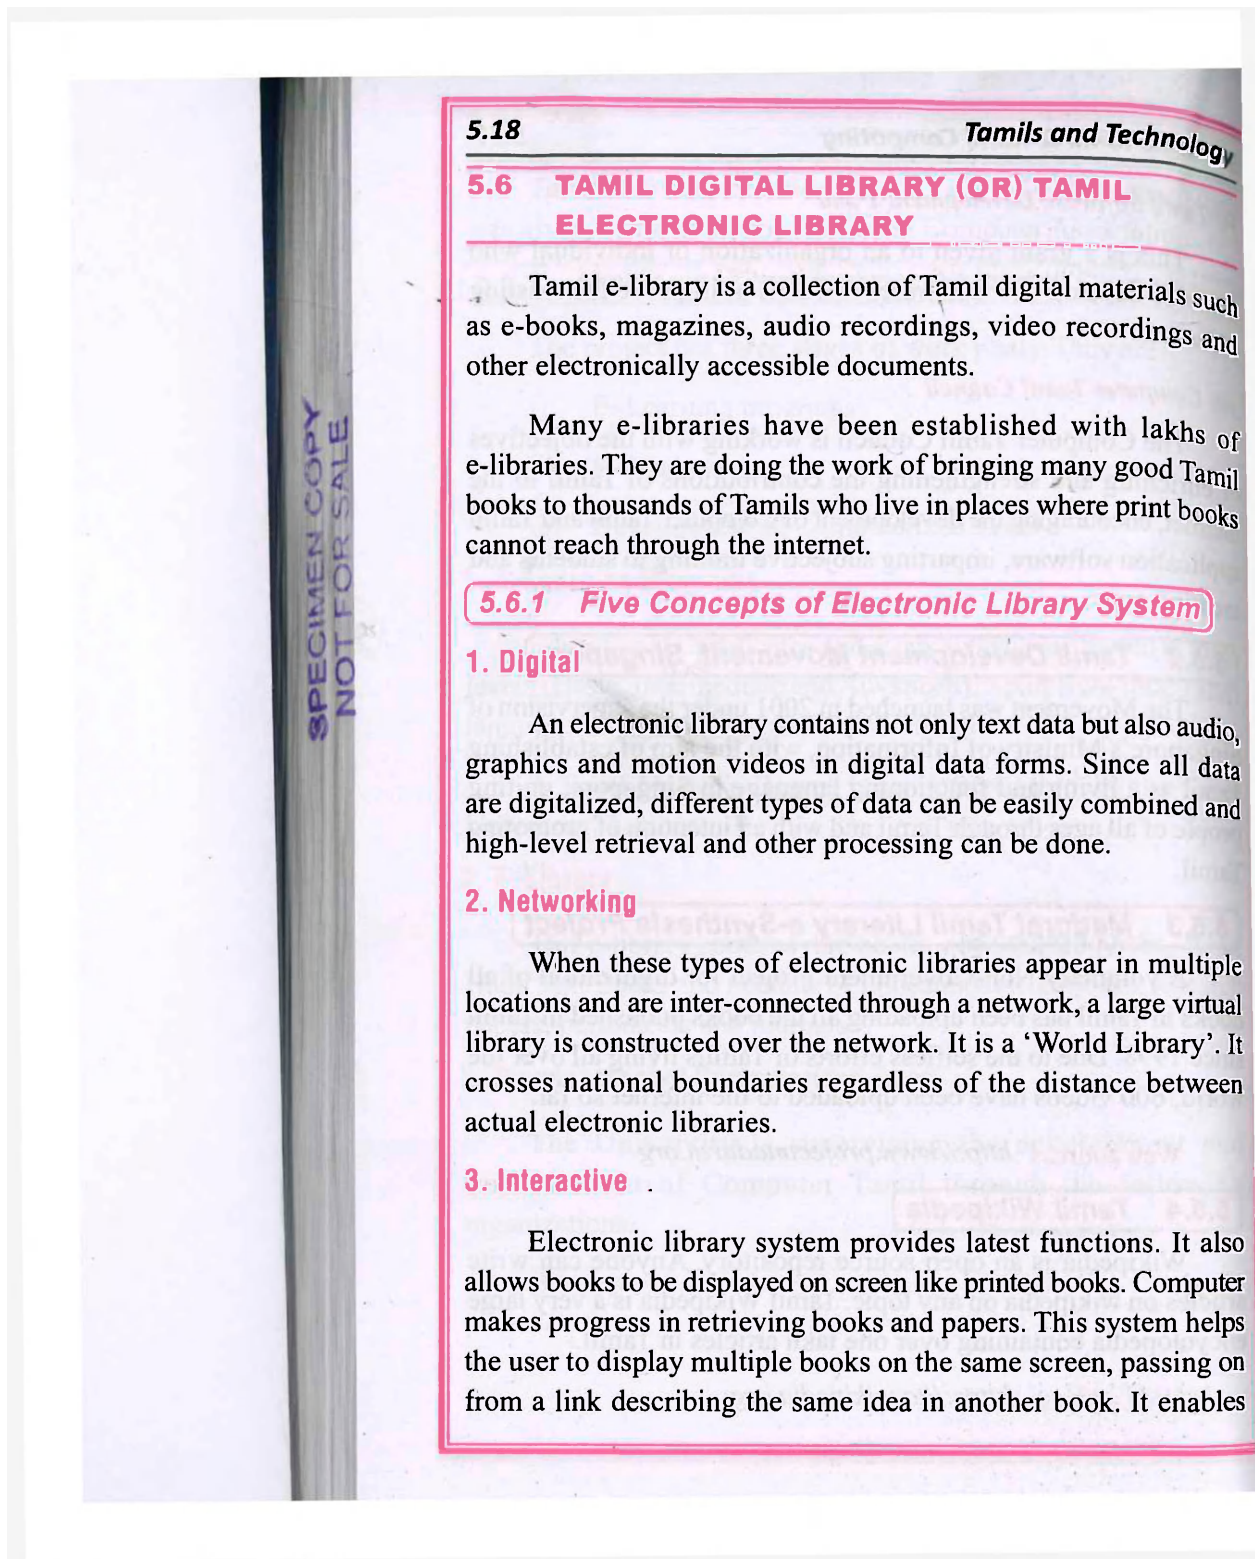 5.18 Tamils and Technology
5.6 TAMIL DIGITAL LIBRARY (OR) TAMIL
ELECTRONIC LIBRARY
Tamil e-library is a collection of Tamil digital materials such
as e-books, magazines, audio recordings, video recordings and
other electronically accessible documents.
Many e-libraries have been established with lakhs of
e-libraries. They are doing the work of bringing many good Tamil
books to thousands of Tamils who live in places where print books
cannot reach through the internet.
5.6.1 Five Concepts of Electronic Library System
1. Digital
An electronic library contains not only text data but also audio,
graphics and motion videos in digital data forms. Since all data
are digitalized, different types of data can be easily combined and
high-level retrieval and other processing can be done.
2. Networking
When these types of electronic libraries appear in multiple
locations and are inter-connected through a network, a large virtual
library is constructed over the network. It is a ‘World Library’. It
crosses national boundaries regardless of the distance between
actual electronic libraries.
3. Interactive
Electronic library system provides latest functions. It also
allows books to be displayed on screen like printed books. Computer
makes progress in retrieving books and papers. This system helps
the user to display multiple books on the same screen, passing on
from a link describing the same idea in another book. It enables
SPECIMEN COPY
NOT FOR SALE